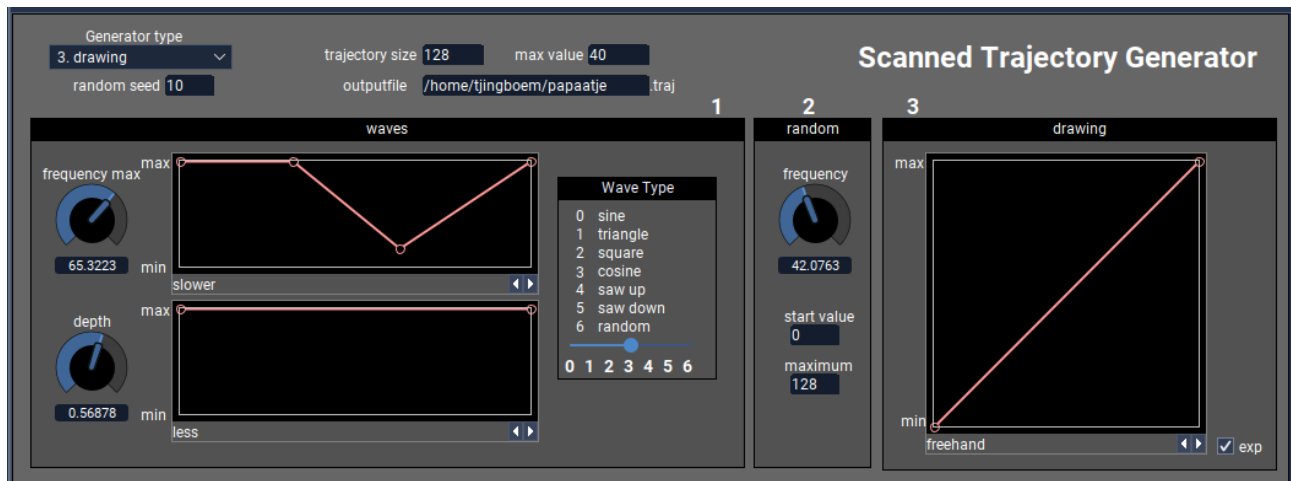 Generator type
3. drawing
random seed 10
trajectory size 128 max value 40
outputfile /home/tjingboem/papaatje .traj
Scanned Trajectory Generator
1
waves
frequency max
65.3223
max
min
slower
depth
0.56878
max
min
less
Wave Type
0 sine
1 triangle
2 square
3 cosine
4 saw up
5 saw down
6 random
0 1 2 3 4 5 6
2
random
frequency
42.0763
start value
0
maximum
128
3
drawing
max
min
freehand
exp